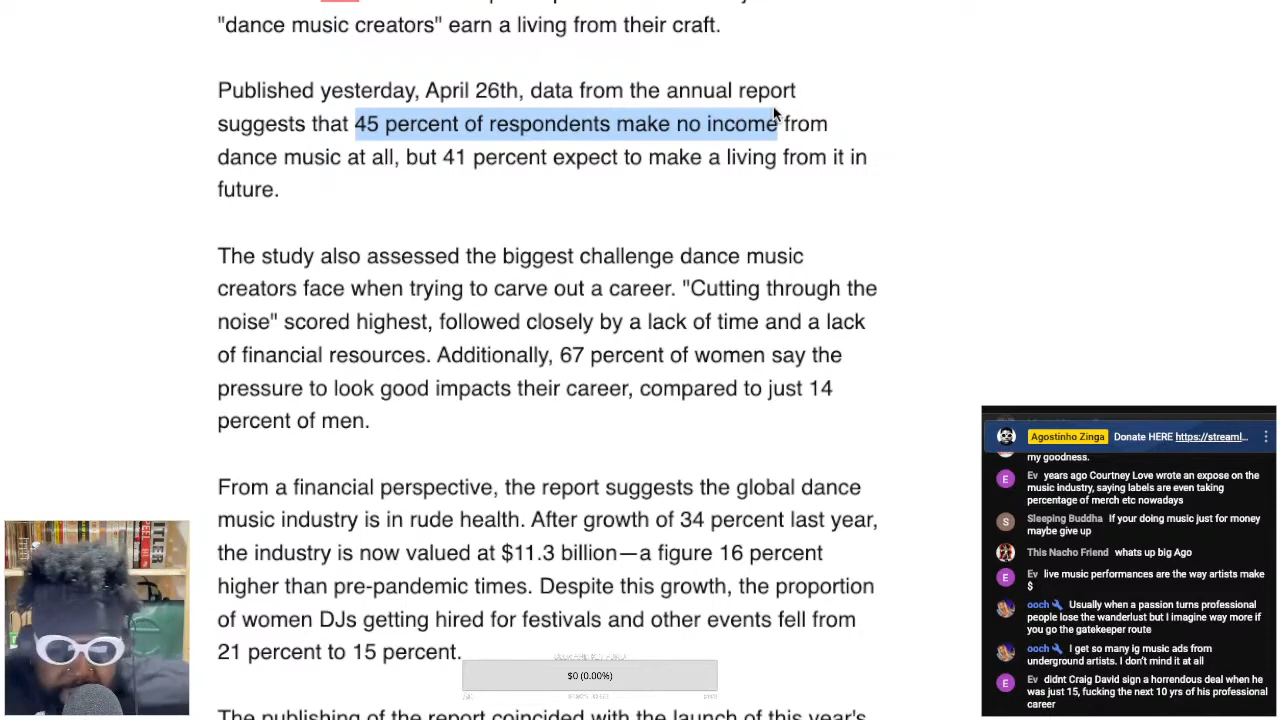 "dance music creators" earn a living from their craft.
Published yesterday, April 26th, data from the annual report
suggests that 45 percent of respondents make no income from
dance music at all, but 41 percent expect to make a living from it in
future.
The study also assessed the biggest challenge dance music
creators face when trying to carve out a career. "Cutting through the
noise" scored highest, followed closely by a lack of time and a lack
of financial resources. Additionally, 67 percent of women say the
pressure to look good impacts their career, compared to just 14
percent of men.
From a financial perspective, the report suggests the global dance
music industry is in rude health. After growth of 34 percent last year,
the industry is now valued at $11.3 billion—a figure 16 percent
higher than pre-pandemic times. Despite this growth, the proportion
of women DJs getting hired for festivals and other events fell from
21 percent to 15 percent.
The publishing of the report coincided with the launch of this year's
$0 (0.00%)
Agostinho Zinga Donate HERE https://streaml...
my goodness.
Ev years ago Courtney Love wrote an expose on the
music industry, saying labels are even taking
percentage of merch etc nowadays
Sleeping Buddha If your doing music just for money
maybe give up
This Nacho Friend whats up big Ago
Ev live music performances are the way artists make
$
ooch Usually when a passion turns professional
people lose the wanderlust but I imagine way more if
you go the gatekeeper route
ooch I get so many ig music ads from
underground artists. I don't mind it at all
Ev didnt Craig David sign a horrendous deal when he
was just 15, fucking the next 10 yrs of his professional
career